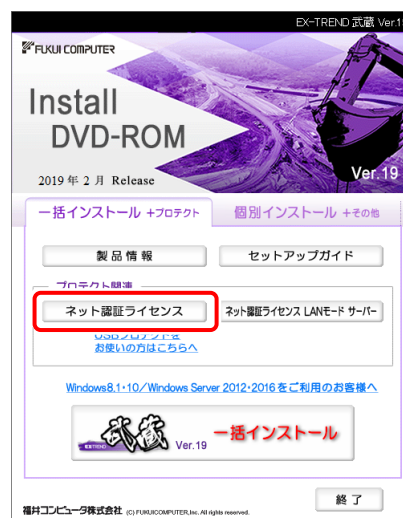 EX-TREND 武蔵 Ver.1
FUKUI COMPUTER
Install
DVD-ROM
2019 年 2 月 Release
Ver.19
一括インストール +プロテクト
個別インストール +その他
製品情報
セットアップガイド
プロテクト関連
ネット認証ライセンス
ネット認証ライセンス LANモード サーバー
USBプロテクトを
お使いの方はこちらへ
Windows8.1・10/Windows Server 2012・2016をご利用のお客様へ
EX-TREND 武蔵 Ver.19
一括インストール
終了
福井コンピュータ株式会社 (C) FUKUICOMPUTER,Inc. All rights reserved.